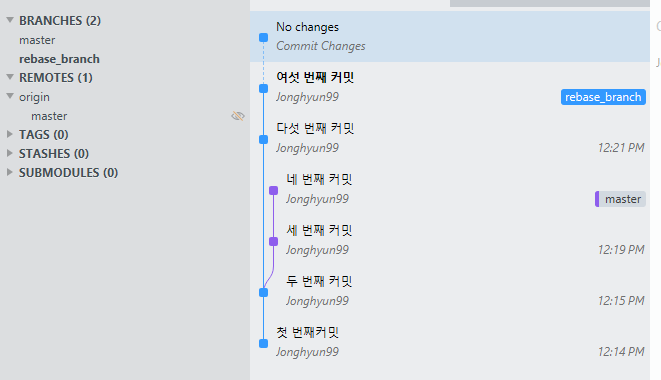 BRANCHES (2)
master
rebase_branch
REMOTES (1)
origin
master
TAGS (0)
STASHES (0)
SUBMODULES (0)
No changes
Commit Changes
여섯 번째 커밋
Jonghyun99
rebase_branch
다섯 번째 커밋
Jonghyun99
12:21 PM
네 번째 커밋
Jonghyun99
master
세 번째 커밋
Jonghyun99
12:19 PM
두 번째 커밋
Jonghyun99
12:15 PM
첫 번째커밋
Jonghyun99
12:14 PM